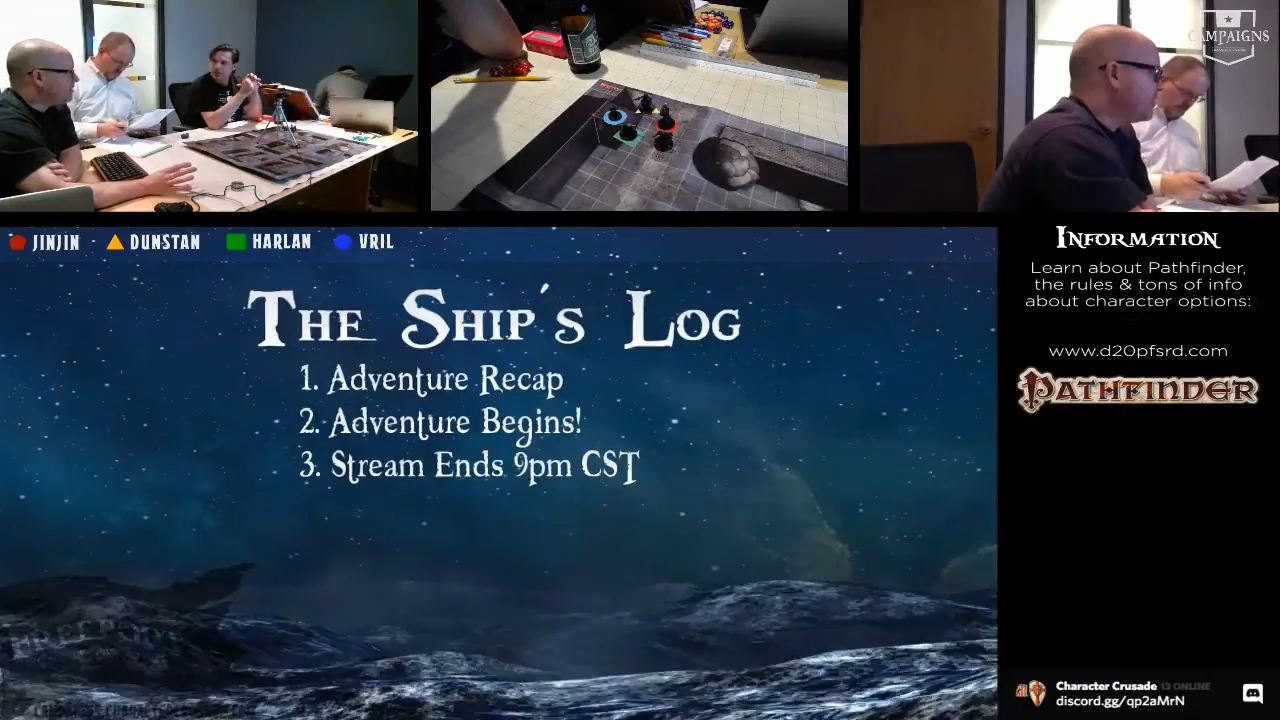 CAMPAIGNS
JINJIN
DUNSTAN
HARLAN
VRIL
The Ship's Log
1. Adventure Recap
2. Adventure Begins!
3. Stream Ends 9pm CST
Information
Learn about Pathfinder,
the rules & tons of info
about character options:
www.d20pfsrd.com
PATHFINDER
Character Crusade 13 ONLINE
discord.gg/qp2aMrN